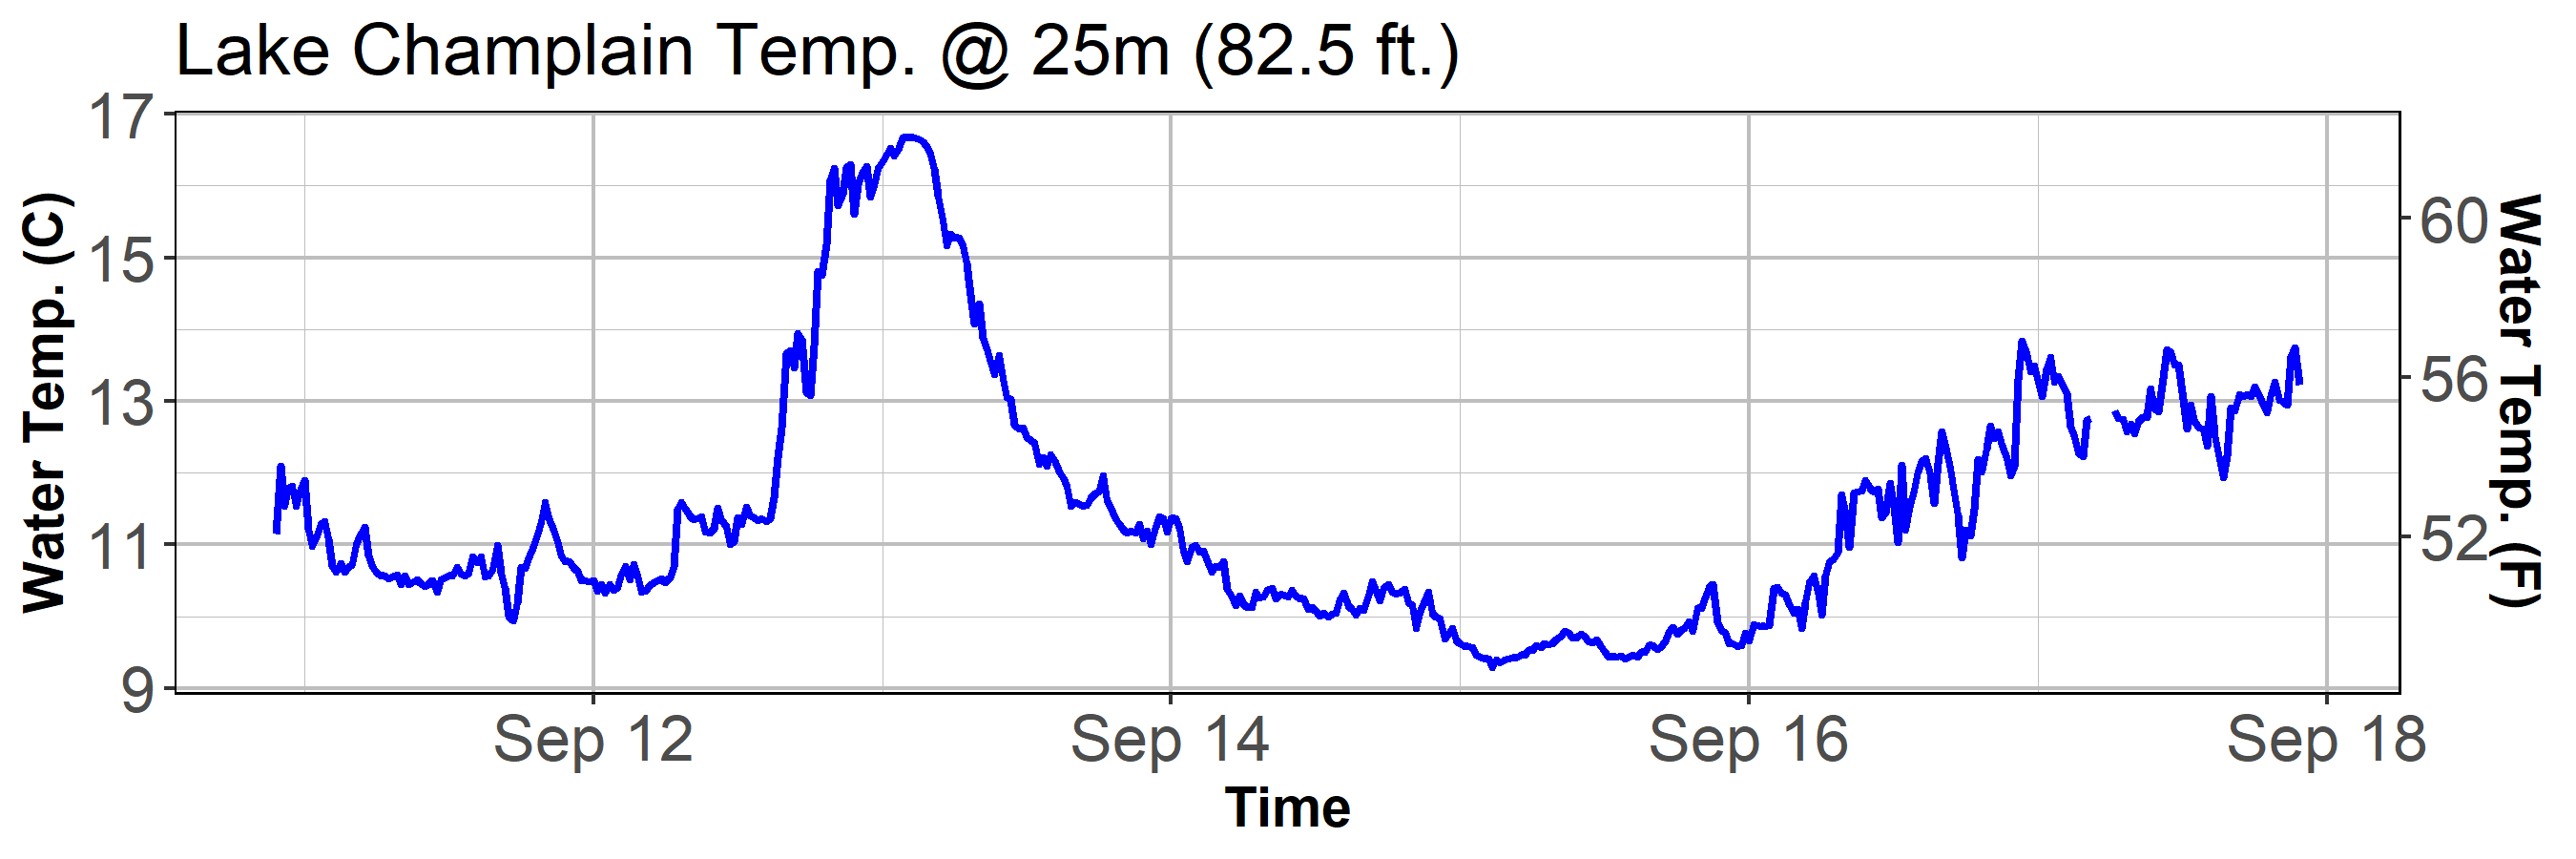 Lake Champlain Temp. @ 25m (82.5 ft.)
Water Temp. (C)
17
15
13
11
9
60
56
52
Water Temp. (F)
Sep 12
Sep 14
Sep 16
Sep 18
Time